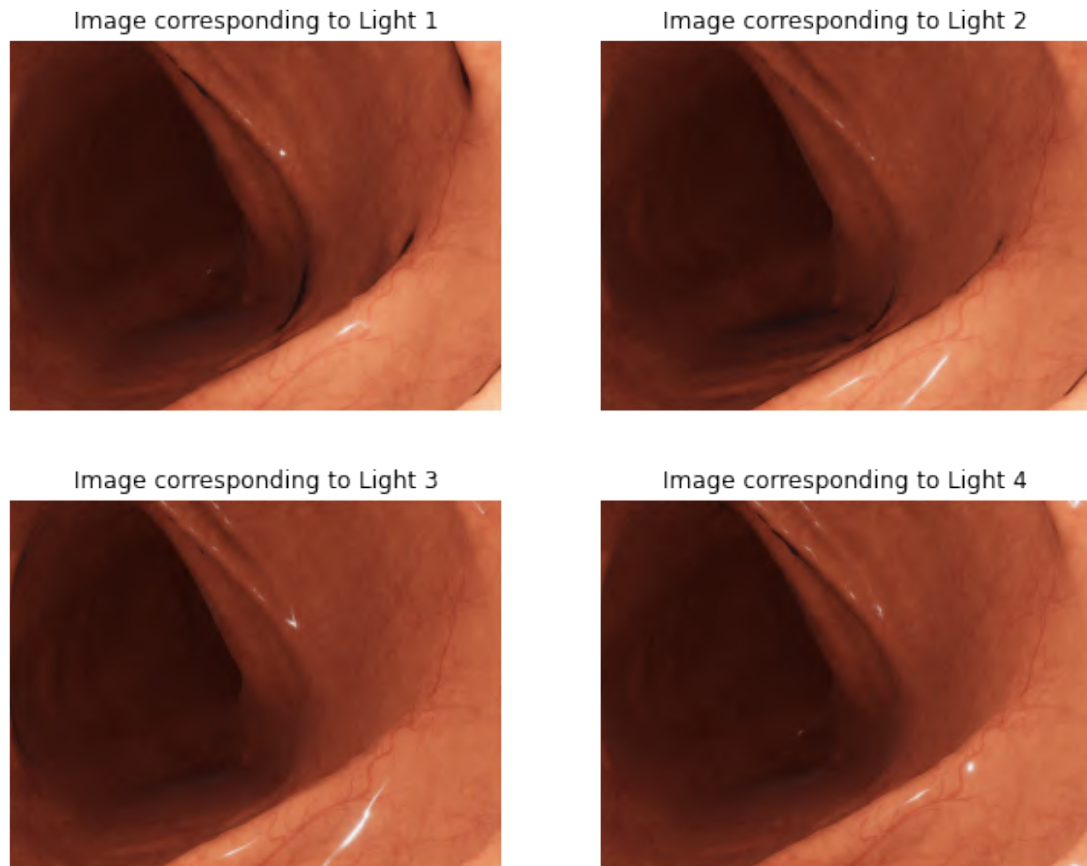 Image corresponding to Light 1
Image corresponding to Light 2
Image corresponding to Light 3
Image corresponding to Light 4